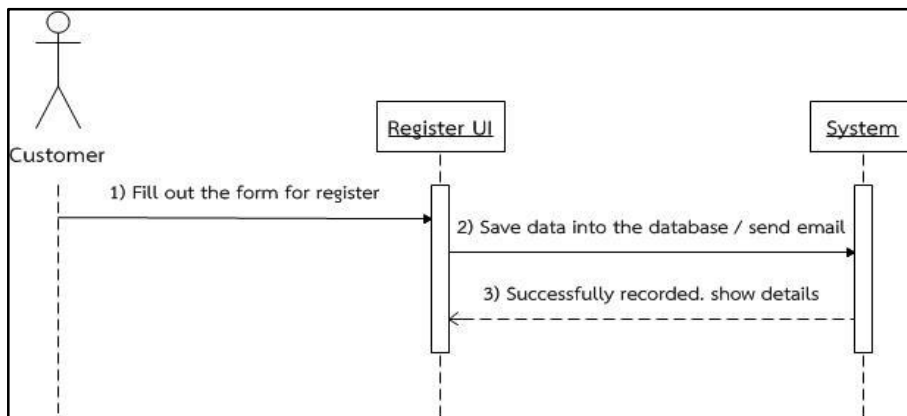 Customer
Register UI
System
1) Fill out the form for register
2) Save data into the database / send email
3) Successfully recorded. show details